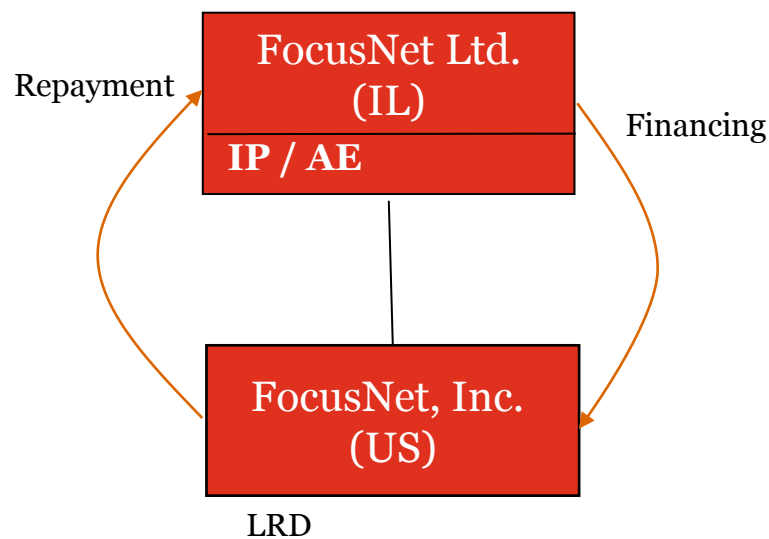 FocusNet Ltd.
(IL)
Repayment
Financing
IP / AE
FocusNet, Inc.
(US)
LRD